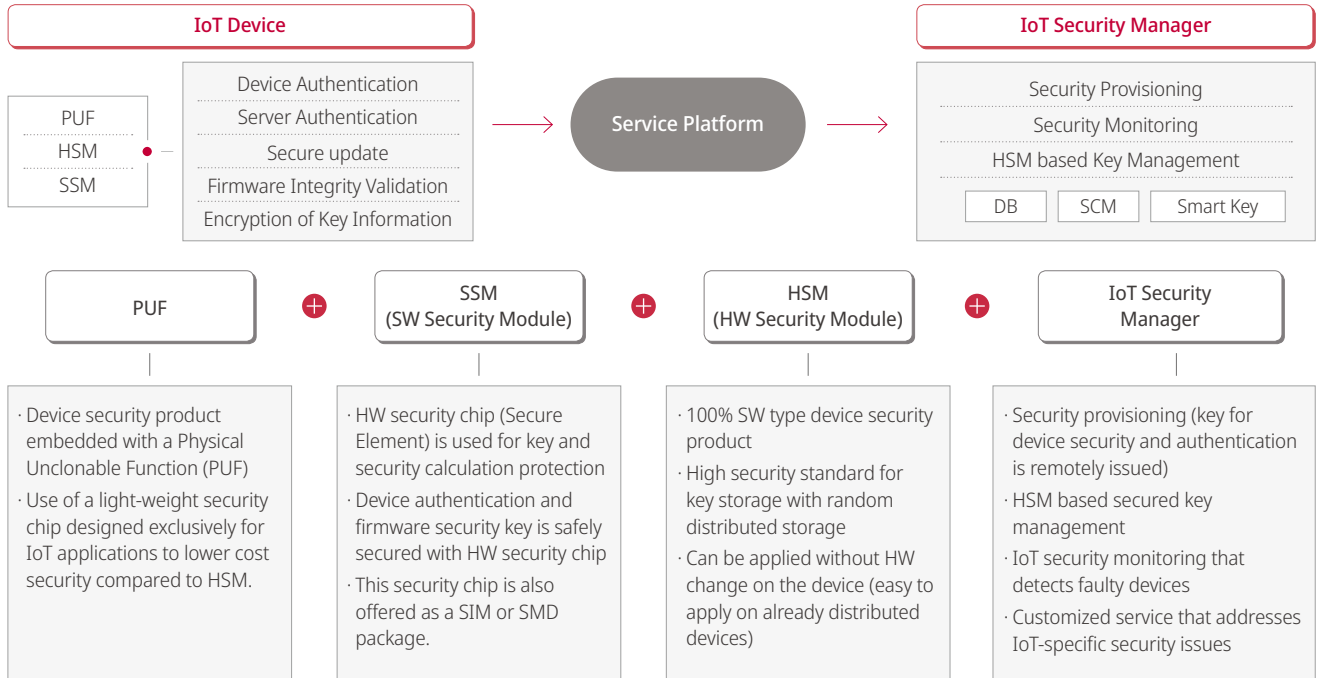 IoT Device
PUF
HSM
SSM
Device Authentication
Server Authentication
Secure update
Firmware Integrity Validation
Encryption of Key Information
Service Platform
IoT Security Manager
Security Provisioning
Security Monitoring
HSM based Key Management
DB
SCM
Smart Key
PUF
· Device security product
embedded with a Physical
Unclonable Function (PUF)
· Use of a light-weight security
chip designed exclusively for
IoT applications to lower cost
security compared to HSM.
SSM
(SW Security Module)
· HW security chip (Secure
Element) is used for key and
security calculation protection
· Device authentication and
firmware security key is safely
secured with HW security chip
· This security chip is also
offered as a SIM or SMD
package.
HSM
(HW Security Module)
· 100% SW type device security
product
· High security standard for
key storage with random
distributed storage
· Can be applied without HW
change on the device (easy to
apply on already distributed
devices)
IoT Security
Manager
· Security provisioning (key for
device security and authentication
is remotely issued)
· HSM based secured key
management
· IoT security monitoring that
detects faulty devices
· Customized service that addresses
IoT-specific security issues